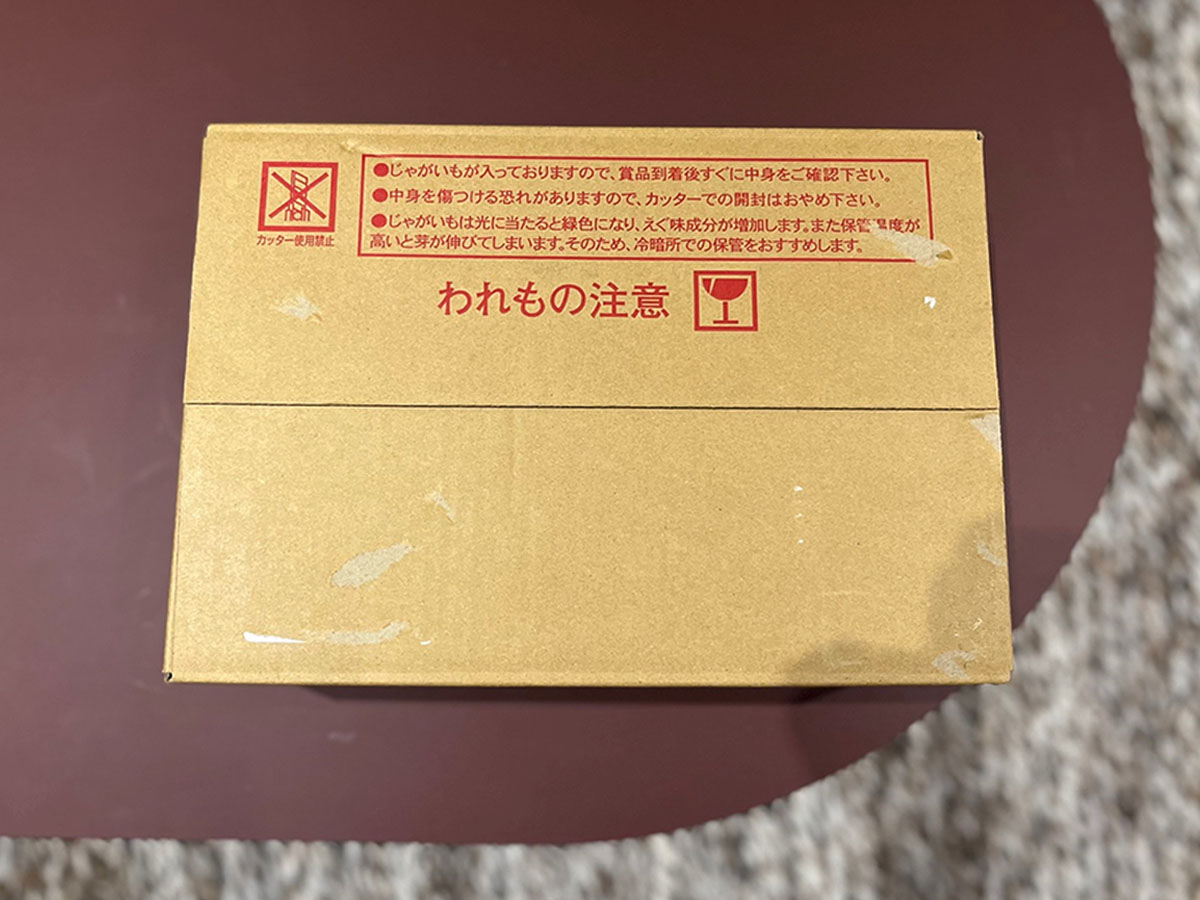 ●じゃがいもが入っておりますので、賞品到着後すぐに中身をご確認下さい。
●中身を傷つける恐れがありますので、カッターでの開封はおやめ下さい。
●じゃがいもは光に当たると緑色になり、えぐ味成分が増加します。また保管温度が
高いと芽が伸びてしまいます。そのため、冷暗所での保管をおすすめします。
カッター使用禁止
われもの注意